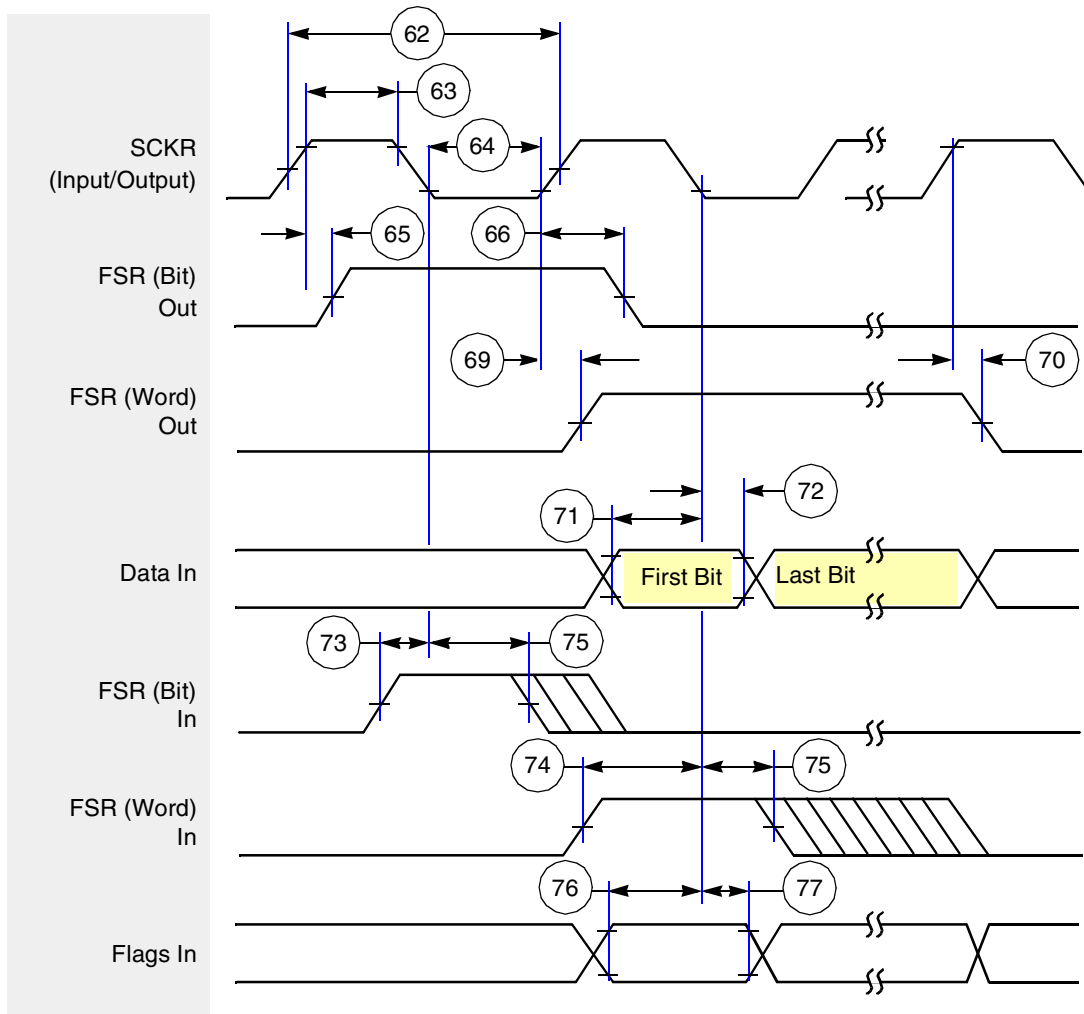 62
63
SCKR
(Input/Output)
64
65
66
FSR (Bit)
Out
69
70
FSR (Word)
Out
71
72
Data In
First Bit
Last Bit
73
75
FSR (Bit)
In
74
75
FSR (Word)
In
76
77
Flags In